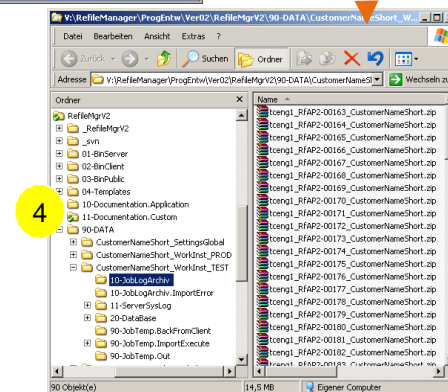 V:\RefileManager\ProgEntw\Ver02\RefileMgrV2\90-DATA\CustomerNameShort_W...
Datei Bearbeiten Ansicht Extras ?
Zurück Suchen Ordner
Adresse V:\RefileManager\ProgEntw\Ver02\RefileMgrV2\90-DATA\CustomerNameS Wechseln zu
Ordner x Name
RefileMgrV2
_RefileMgrV2
_svn
01-BinServer
02-BinClient
03-BinPublic
04-Templates
10-Documentation.Application
11-Documentation.Custom
90-DATA
CustomerNameShort_SettingsGlobal
CustomerNameShort_WorkInst_PROD
CustomerNameShort_WorkInst_TEST
10-JobLogArchiv
10-JobLogArchiv.ImportError
11-ServerSysLog
20-DataBase
90-JobTemp.BackFromClient
90-JobTemp.ImportExecute
90-JobTemp.Out
4
tceng1_RfAP2-00163_CustomerNameShort.zip
tceng1_RfAP2-00164_CustomerNameShort.zip
tceng1_RfAP2-00165_CustomerNameShort.zip
tceng1_RfAP2-00166_CustomerNameShort.zip
tceng1_RfAP2-00167_CustomerNameShort.zip
tceng1_RfAP2-00168_CustomerNameShort.zip
tceng1_RfAP2-00169_CustomerNameShort.zip
tceng1_RfAP2-00170_CustomerNameShort.zip
tceng1_RfAP2-00171_CustomerNameShort.zip
tceng1_RfAP2-00172_CustomerNameShort.zip
tceng1_RfAP2-00173_CustomerNameShort.zip
tceng1_RfAP2-00174_CustomerNameShort.zip
tceng1_RfAP2-00175_CustomerNameShort.zip
tceng1_RfAP2-00176_CustomerNameShort.zip
tceng1_RfAP2-00177_CustomerNameShort.zip
tceng1_RfAP2-00178_CustomerNameShort.zip
tceng1_RfAP2-00179_CustomerNameShort.zip
tceng1_RfAP2-00180_CustomerNameShort.zip
tceng1_RfAP2-00181_CustomerNameShort.zip
tceng1_RfAP2-00182_CustomerNameShort.zip
90 Objekt(e) 14,5 MB Eigener Computer